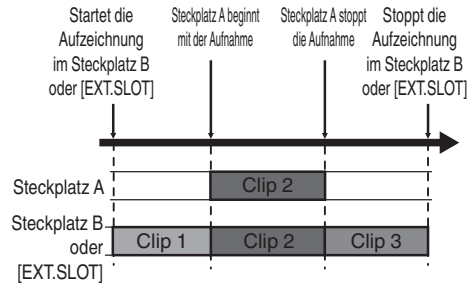 Startet die
Aufzeichnung
im Steckplatz B
oder [EXT.SLOT]
Steckplatz A beginnt
mit der Aufnahme
Steckplatz A stoppt
die Aufnahme
Stoppt die
Aufzeichnung
im Steckplatz B
oder [EXT.SLOT]
Steckplatz A
Clip 2
Steckplatz B
oder
[EXT.SLOT]
Clip 1
Clip 2
Clip 3